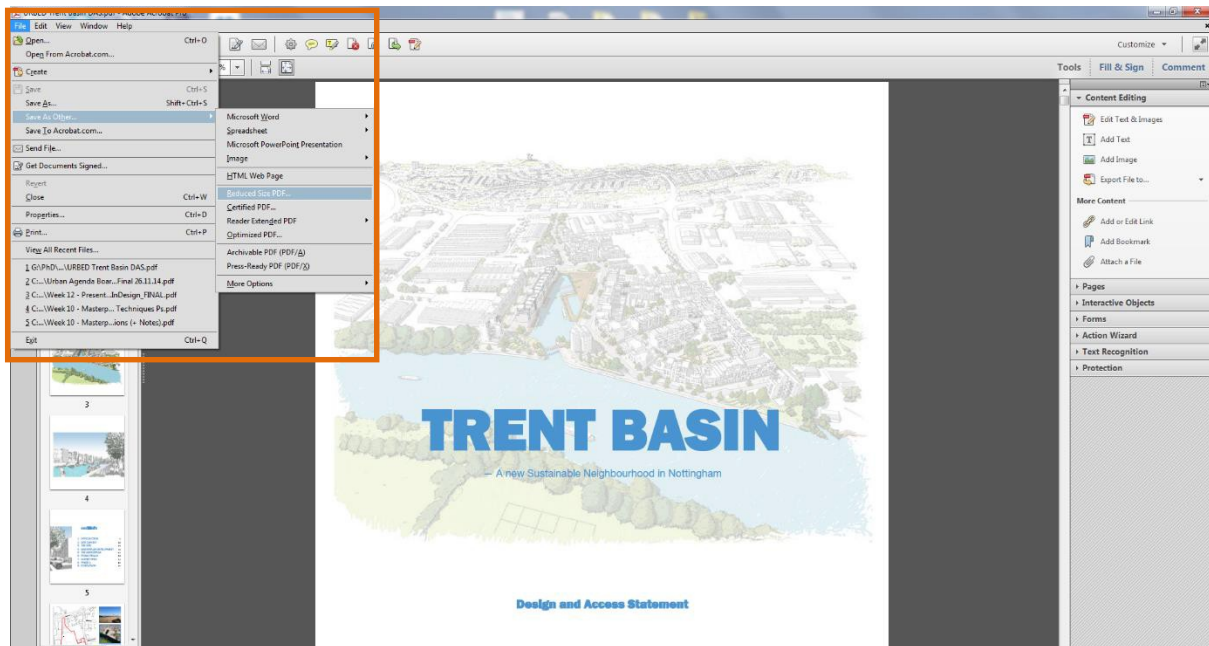 URBED Trent Basin DAS.pdf - Adobe Acrobat Pro
File Edit View Window Help
Open... Ctrl+O
Open From Acrobat.com...
Create
Save Ctrl+S
Save As... Shift+Ctrl+S
Save As Other...
Save To Acrobat.com...
Send File...
Get Documents Signed...
Revert
Close Ctrl+W
Properties... Ctrl+D
Print... Ctrl+P
View All Recent Files...
1 G:\PhD\...\URBED Trent Basin DAS.pdf
2 C:...\Urban Agenda Boar...Final 26.11.14.pdf
3 C:...\Week 12 - Present...InDesign_FINAL.pdf
4 C:...\Week 10 - Masterp... Techniques Ps.pdf
5 C:...\Week 10 - Masterp...ions (+ Notes).pdf
Exit Ctrl+Q
Microsoft Word
Spreadsheet
Microsoft PowerPoint Presentation
Image
HTML Web Page
Reduced Size PDF...
Certified PDF...
Reader Extended PDF
Optimized PDF...
Archivable PDF (PDF/A)
Press-Ready PDF (PDF/X)
More Options
%
3
4
5
TRENT BASIN
— A new Sustainable Neighbourhood in Nottingham
Design and Access Statement
Customize
Tools Fill & Sign Comment
Content Editing
Edit Text & Images
Add Text
Add Image
Export File to...
More Content
Add or Edit Link
Add Bookmark
Attach a File
Pages
Interactive Objects
Forms
Action Wizard
Text Recognition
Protection